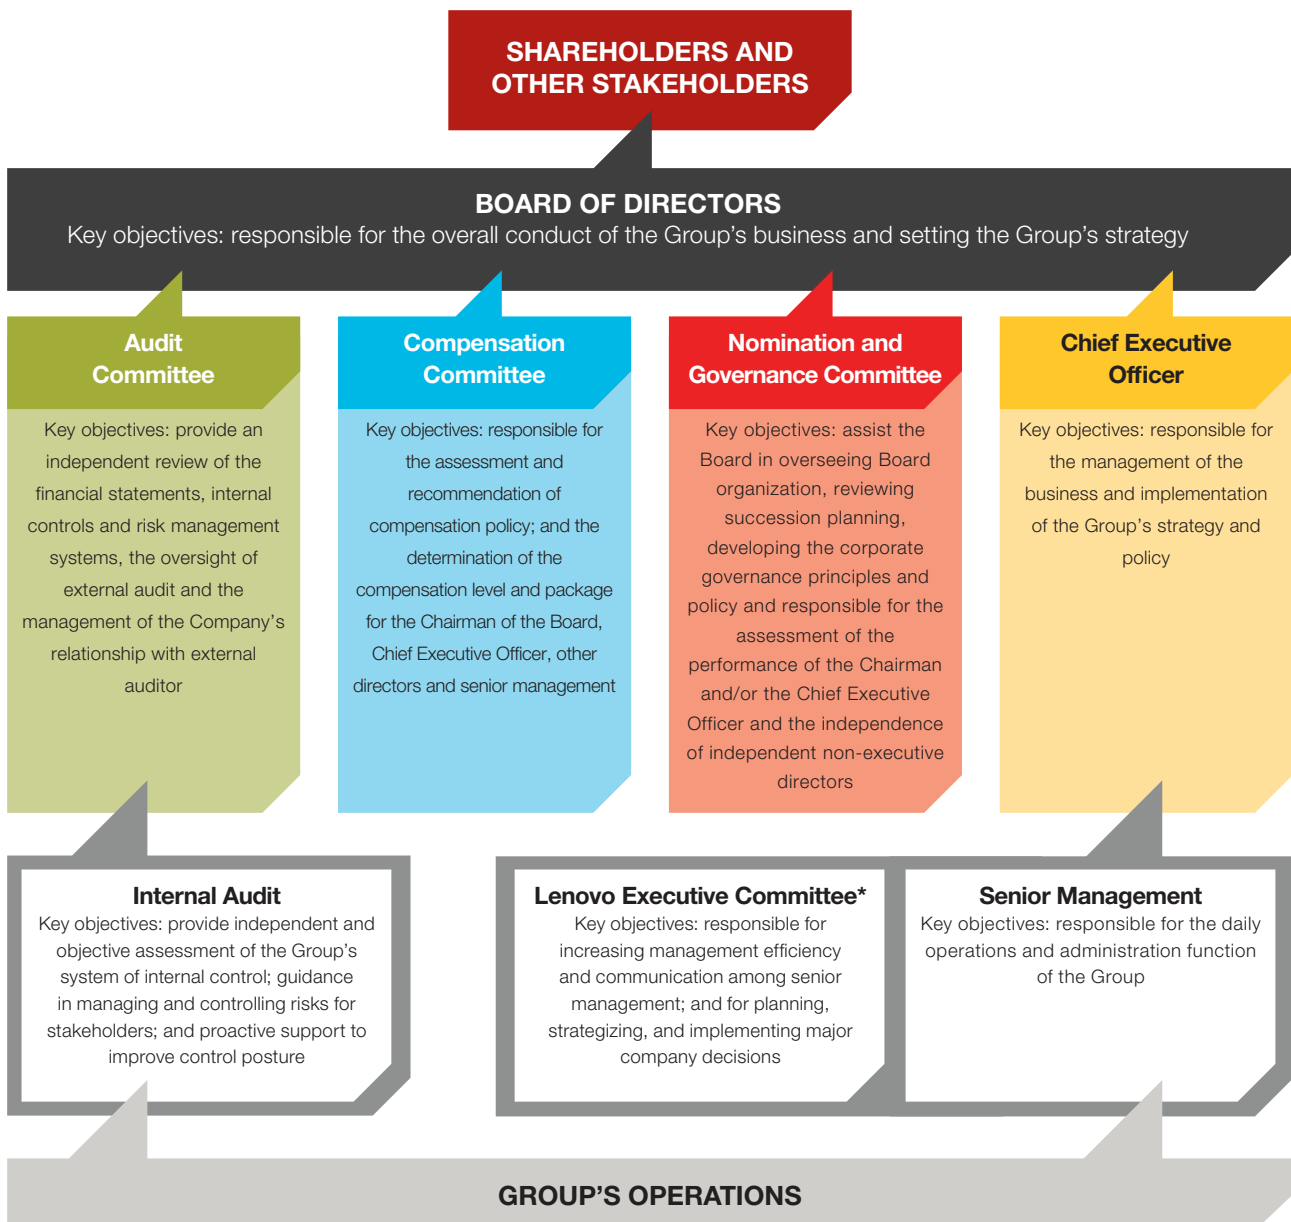 SHAREHOLDERS AND
OTHER STAKEHOLDERS
BOARD OF DIRECTORS
Key objectives: responsible for the overall conduct of the Group’s business and setting the Group’s strategy
Audit
Committee
Key objectives: provide an
independent review of the
financial statements, internal
controls and risk management
systems, the oversight of
external audit and the
management of the Company’s
relationship with external
auditor
Compensation
Committee
Key objectives: responsible for
the assessment and
recommendation of
compensation policy; and the
determination of the
compensation level and package
for the Chairman of the Board,
Chief Executive Officer, other
directors and senior management
Nomination and
Governance Committee
Key objectives: assist the
Board in overseeing Board
organization, reviewing
succession planning,
developing the corporate
governance principles and
policy and responsible for the
assessment of the
performance of the Chairman
and/or the Chief Executive
Officer and the independence
of independent non-executive
directors
Chief Executive
Officer
Key objectives: responsible for
the management of the
business and implementation
of the Group’s strategy and
policy
Internal Audit
Key objectives: provide independent and
objective assessment of the Group’s
system of internal control; guidance
in managing and controlling risks for
stakeholders; and proactive support to
improve control posture
Lenovo Executive Committee*
Key objectives: responsible for
increasing management efficiency
and communication among senior
management; and for planning,
strategizing, and implementing major
company decisions
Senior Management
Key objectives: responsible for the daily
operations and administration function
of the Group
GROUP’S OPERATIONS